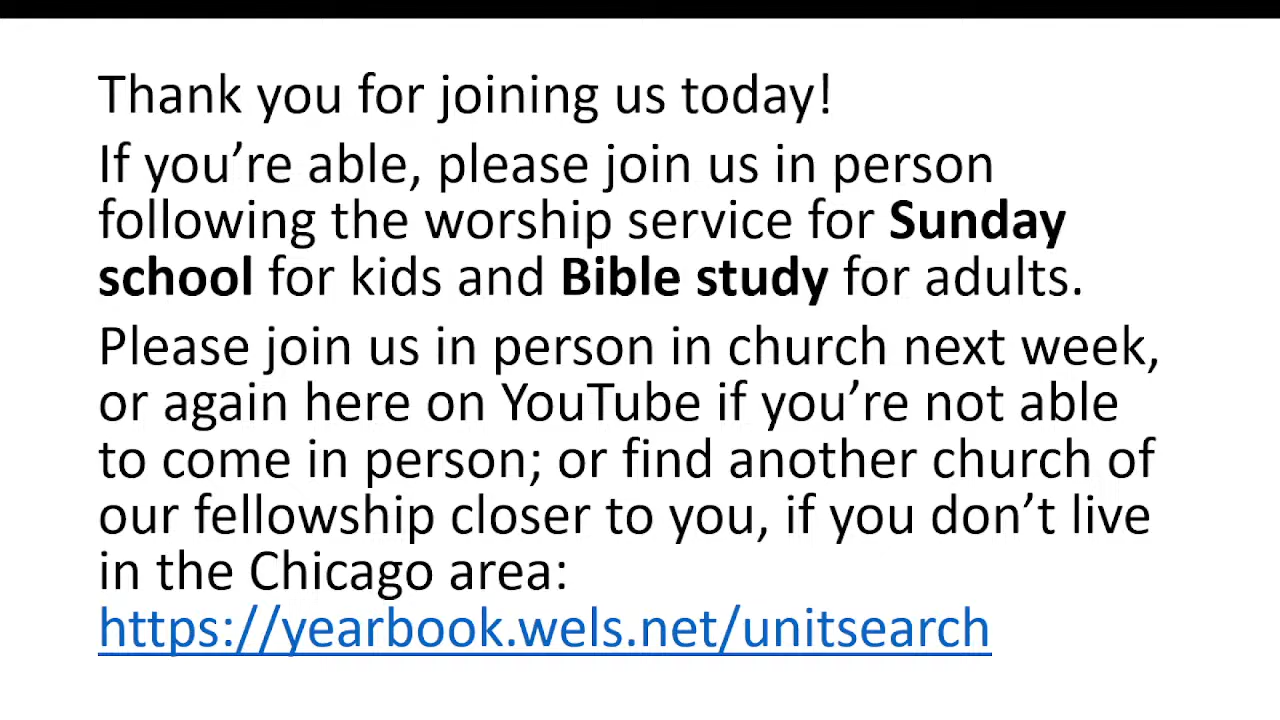 Thank you for joining us today!
If you’re able, please join us in person
following the worship service for Sunday
school for kids and Bible study for adults.
Please join us in person in church next week,
or again here on YouTube if you’re not able
to come in person; or find another church of
our fellowship closer to you, if you don’t live
in the Chicago area:
https://yearbook.wels.net/unitsearch